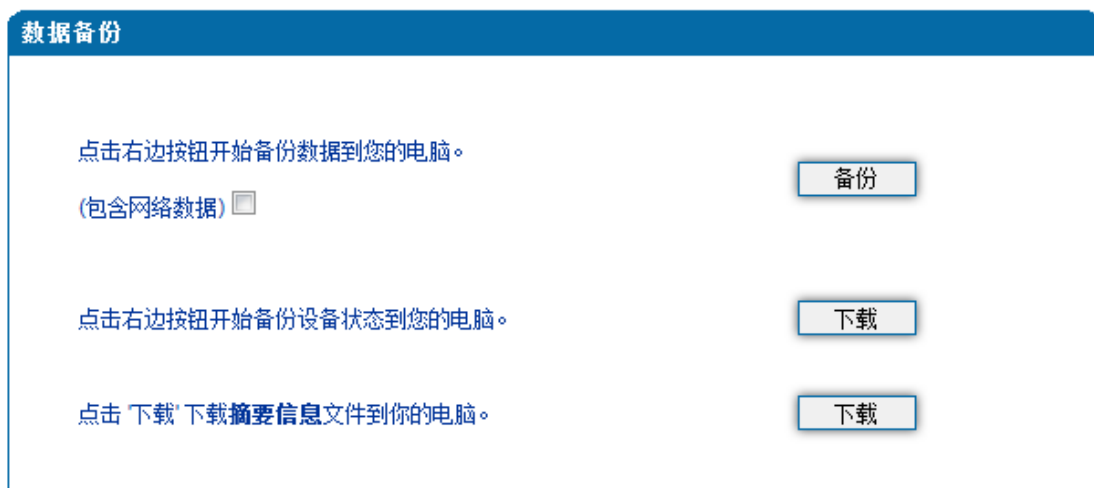 数据备份
点击右边按钮开始备份数据到您的电脑。
备份
(包含网络数据)
点击右边按钮开始备份设备状态到您的电脑。
下载
点击 '下载' 下载摘要信息文件到你的电脑。
下载